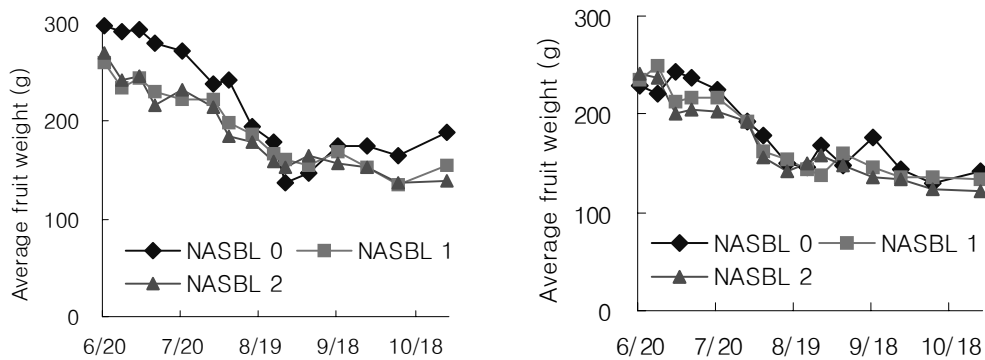 Average fruit weight (g)
300
200
100
0
6/20 7/20 8/19 9/18 10/18
NASBL 0 NASBL 1
NASBL 2
Average fruit weight (g)
300
200
100
0
6/20 7/20 8/19 9/18 10/18
NASBL 0 NASBL 1
NASBL 2